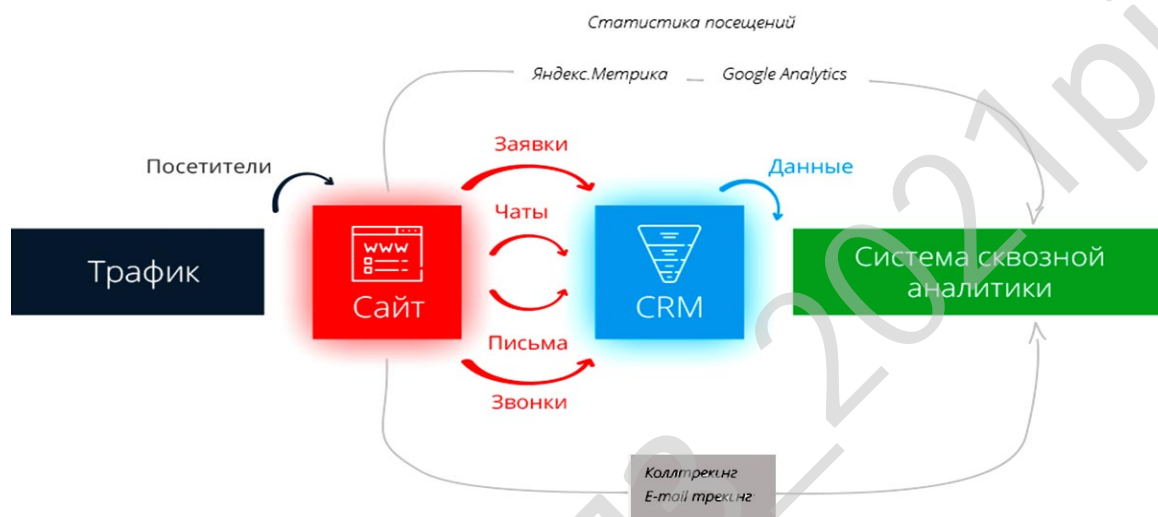 Статистика посещений
Яндекс.Метрика — Google Analytics
Заявки
Посетители
Данные
Чаты
www
Трафик
Сайт
CRM
Система сквозной
аналитики
Письма
Звонки
Коллтрекинг
E-mail трекинг